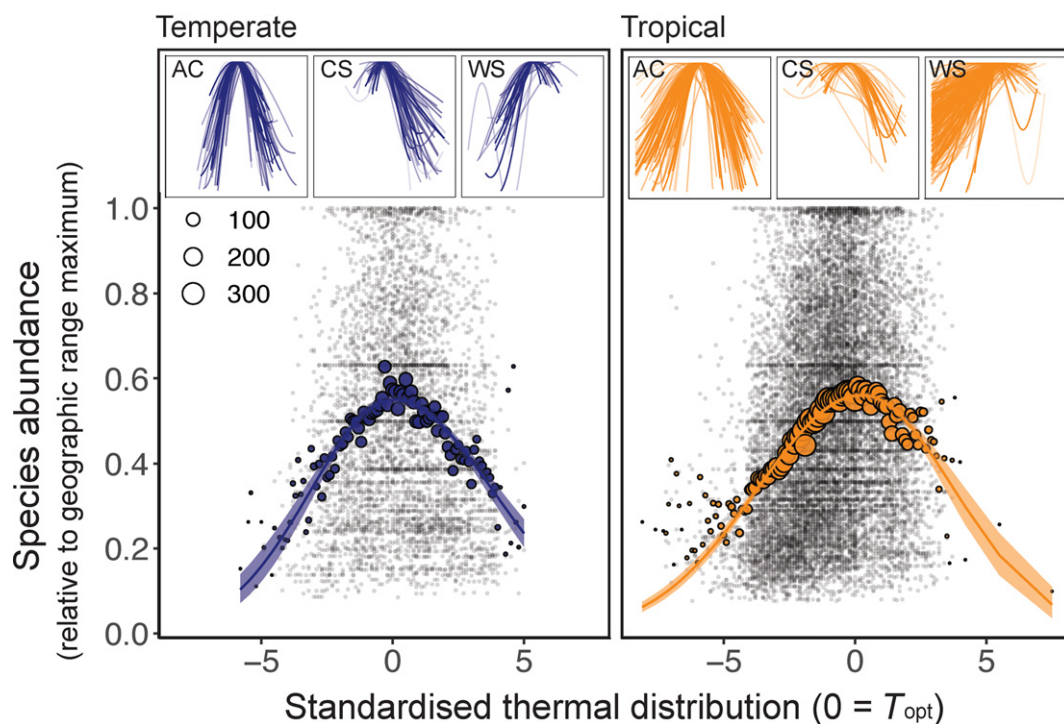 Temperate
Tropical
AC
CS
WS
AC
CS
WS
Species abundance
(relative to geographic range maximum)
1.0
0.8
0.6
0.4
0.2
0.0
100
200
300
−5
0
5
−5
0
5
Standardised thermal distribution (0 = Topt)